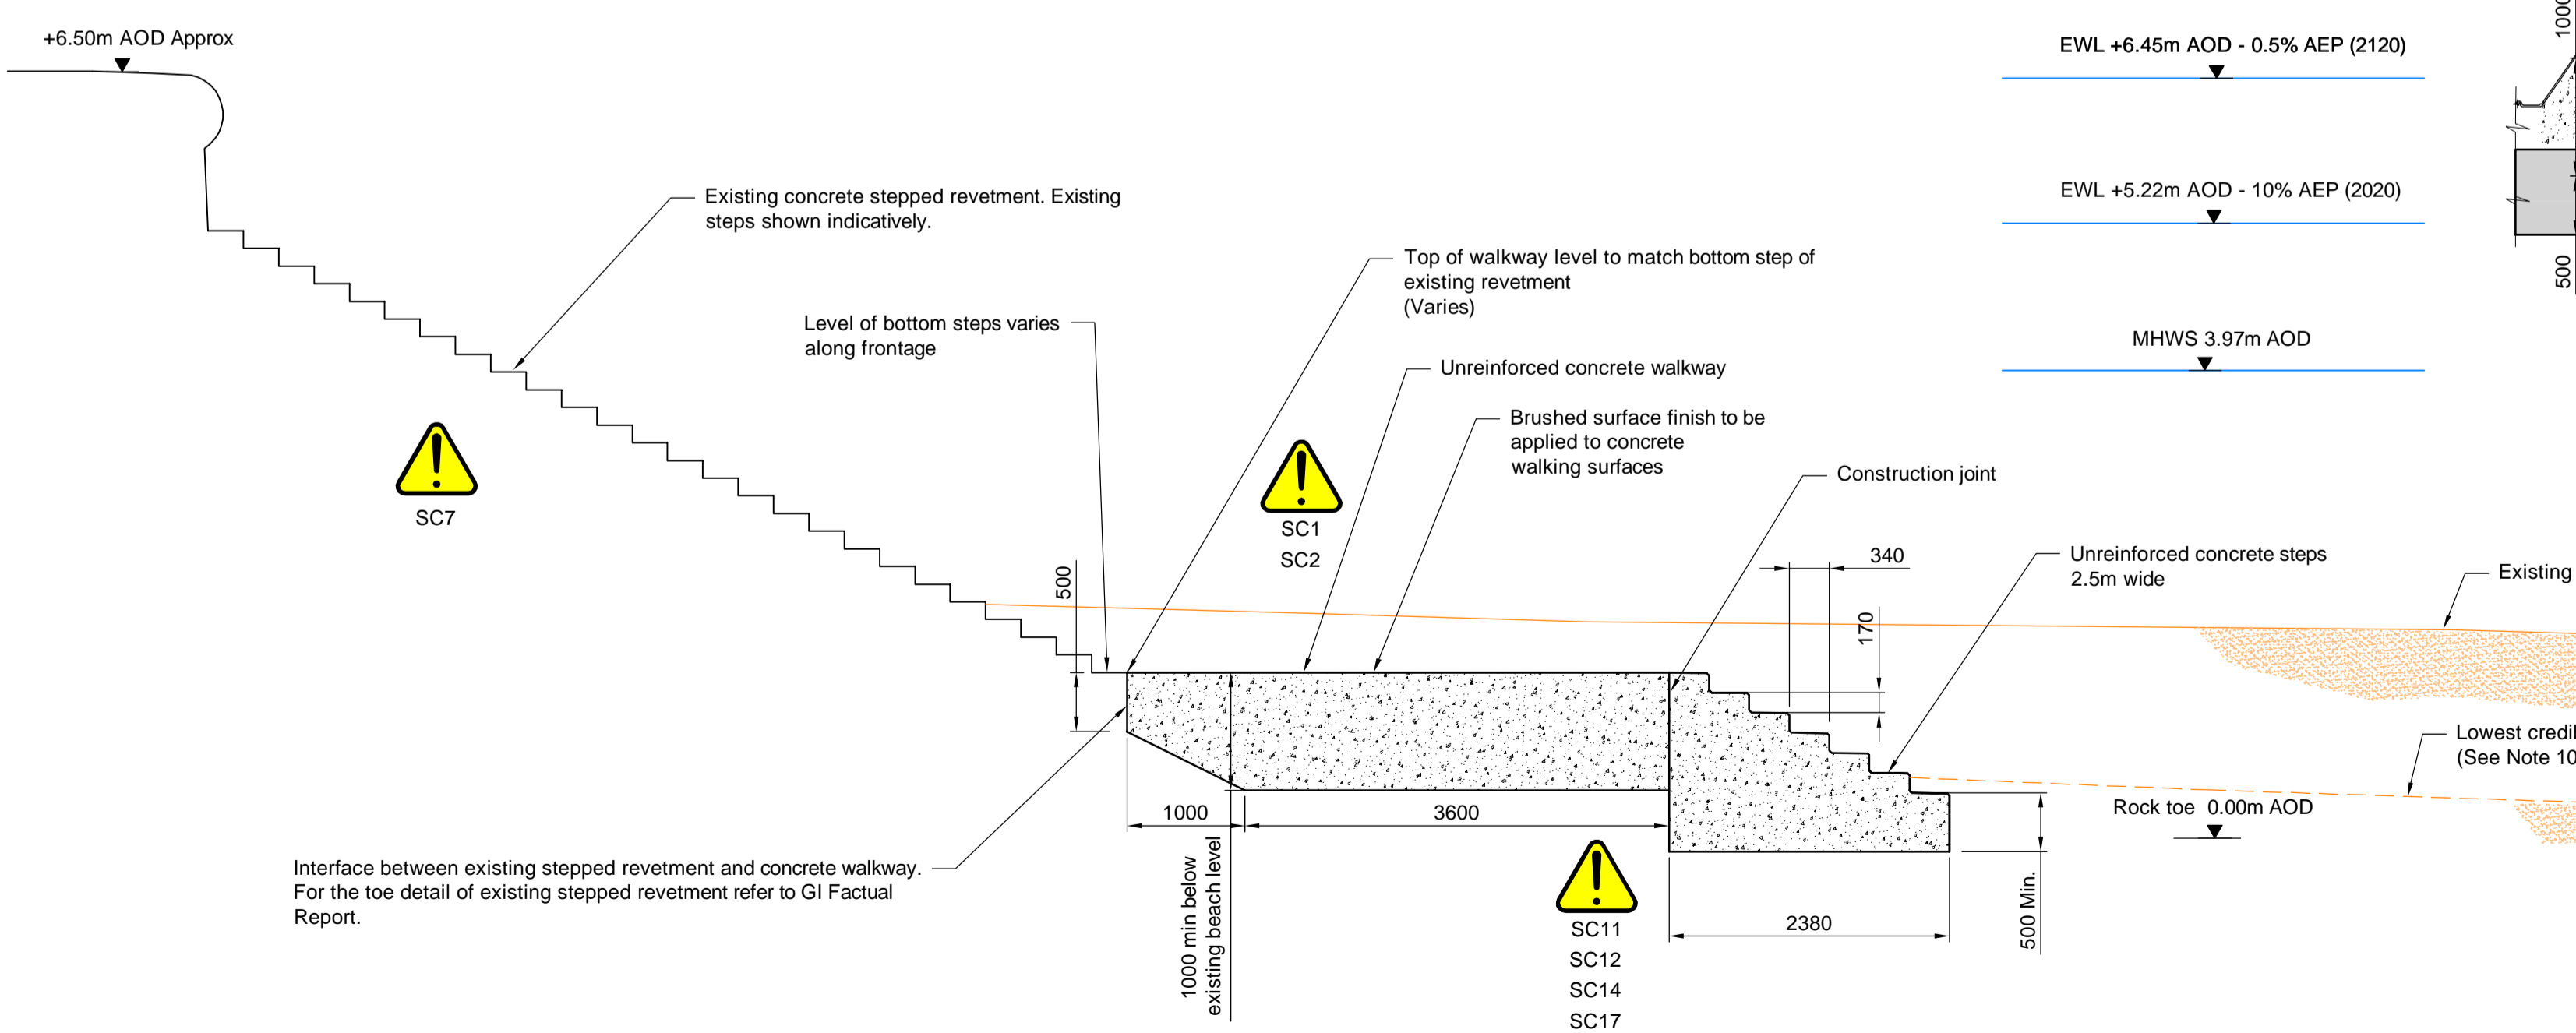 +6.50m AOD Approx
EWL +6.45m AOD - 0.5% AEP (2120)
EWL +5.22m AOD - 10% AEP (2020)
MHWS 3.97m AOD
1000
500
Existing concrete stepped revetment. Existing
steps shown indicatively.
Top of walkway level to match bottom step of
existing revetment
(Varies)
Level of bottom steps varies
along frontage
Unreinforced concrete walkway
Brushed surface finish to be
applied to concrete
walking surfaces
Construction joint
SC7
SC1
SC2
500
340
170
Unreinforced concrete steps
2.5m wide
Existing
Lowest
(See Note 10
Rock toe 0.00m AOD
1000
3600
1000 min below
existing beach level
2380
500 Min.
Interface between existing stepped revetment and concrete walkway.
For the toe detail of existing stepped revetment refer to GI Factual
Report.
SC11
SC12
SC14
SC17